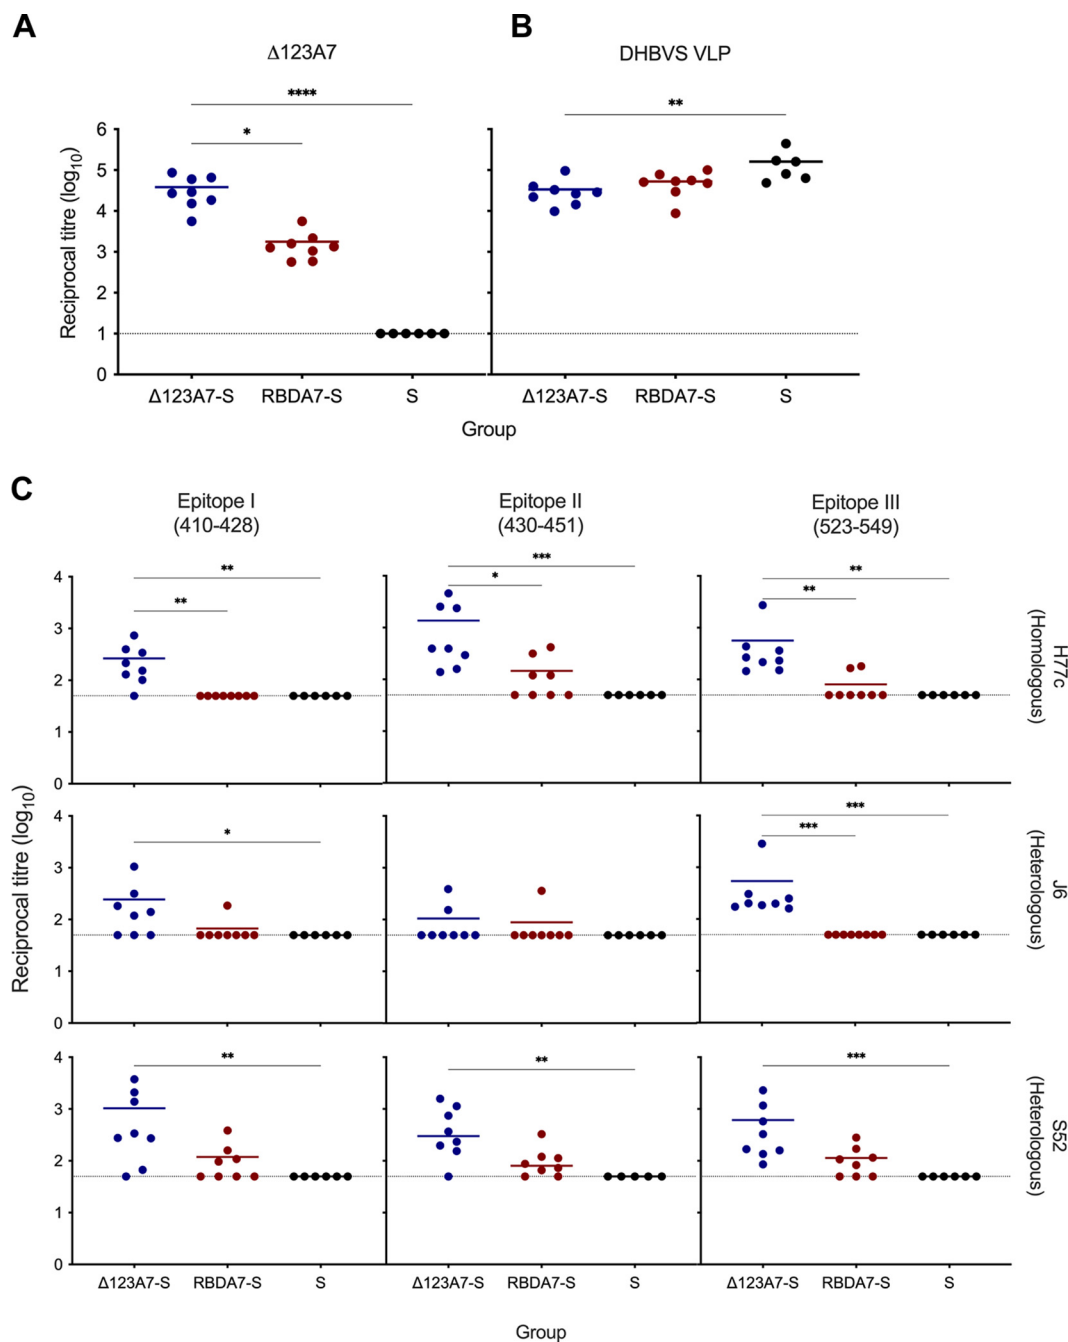 A
B
Δ123A7
DHBVS VLP
****
*
**
Reciprocal titre (log10)
6
5
4
3
2
1
0
Δ123A7-S
RBDA7-S
S
Δ123A7-S
RBDA7-S
S
Group
C
Epitope I
(410-428)
Epitope II
(430-451)
Epitope III
(523-549)
**
**
***
*
**
**
4
3
2
1
0
H77c
(Homologous)
Reciprocal titre (log10)
*
***
***
4
3
2
1
0
J6
(Heterologous)
**
**
***
4
3
2
1
0
S52
(Heterologous)
Δ123A7-S
RBDA7-S
S
Δ123A7-S
RBDA7-S
S
Δ123A7-S
RBDA7-S
S
Group